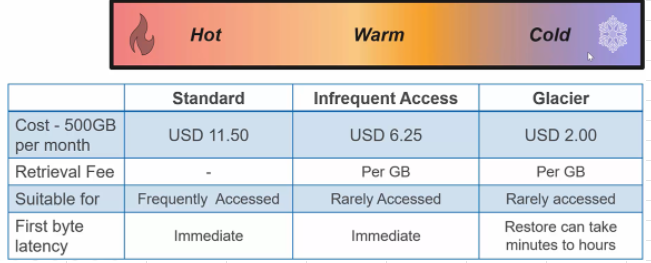 Hot Warm Cold
Standard Infrequent Access Glacier
Cost - 500GB
per month
USD 11.50 USD 6.25 USD 2.00
Retrieval Fee - Per GB Per GB
Suitable for Frequently Accessed Rarely Accessed Rarely accessed
First byte
latency
Immediate Immediate
Restore can take
minutes to hours